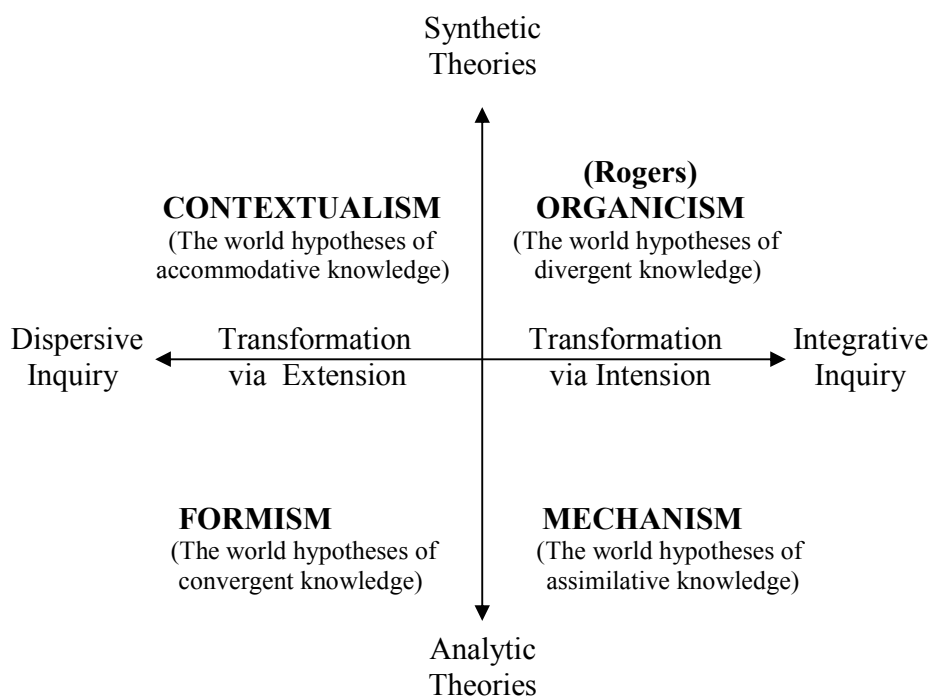 Synthetic
Theories
(Rogers)
CONTEXTUALISM
(The world hypotheses of
accommodative knowledge)
ORGANICISM
(The world hypotheses of
divergent knowledge)
Dispersive
Inquiry
Transformation
via Extension
Transformation
via Intension
Integrative
Inquiry
FORMISM
(The world hypotheses of
convergent knowledge)
MECHANISM
(The world hypotheses of
assimilative knowledge)
Analytic
Theories